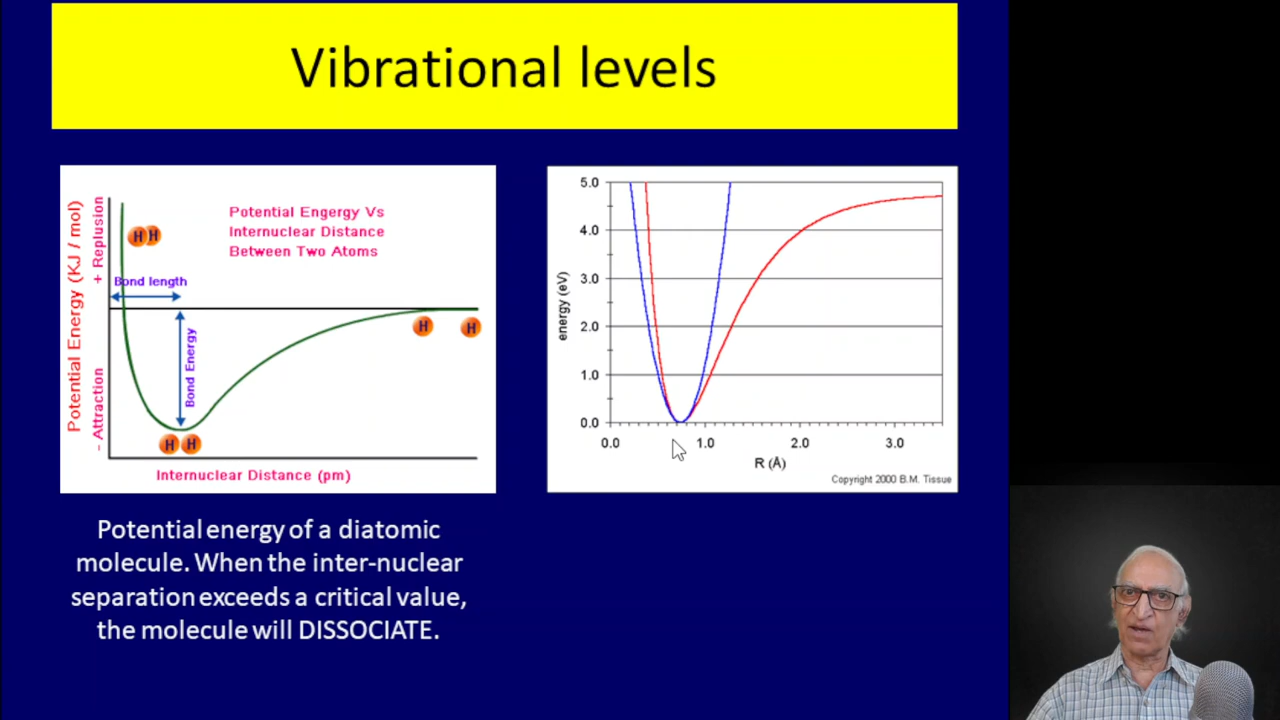 Vibrational levels
Potential Energy (KJ / mol)
- Attraction
+ Replusion
H H
Potential Engergy Vs
Internuclear Distance
Between Two Atoms
Bond length
Bond Energy
H H
H H
Internuclear Distance (pm)
energy (eV)
5.0
4.0
3.0
2.0
1.0
0.0
0.0 1.0 2.0 3.0
R (Å)
Copyright 2000 B.M. Tissue
Potential energy of a diatomic
molecule. When the inter-nuclear
separation exceeds a critical value,
the molecule will DISSOCIATE.